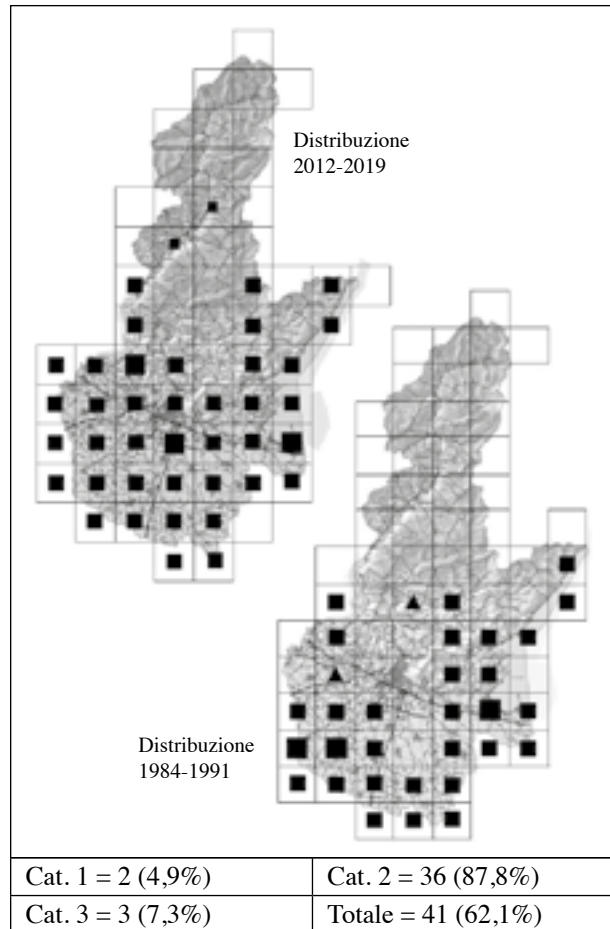 Distribuzione
2012-2019
Distribuzione
1984-1991
Cat. 1 = 2 (4,9%)
Cat. 2 = 36 (87,8%)
Cat. 3 = 3 (7,3%)
Totale = 41 (62,1%)